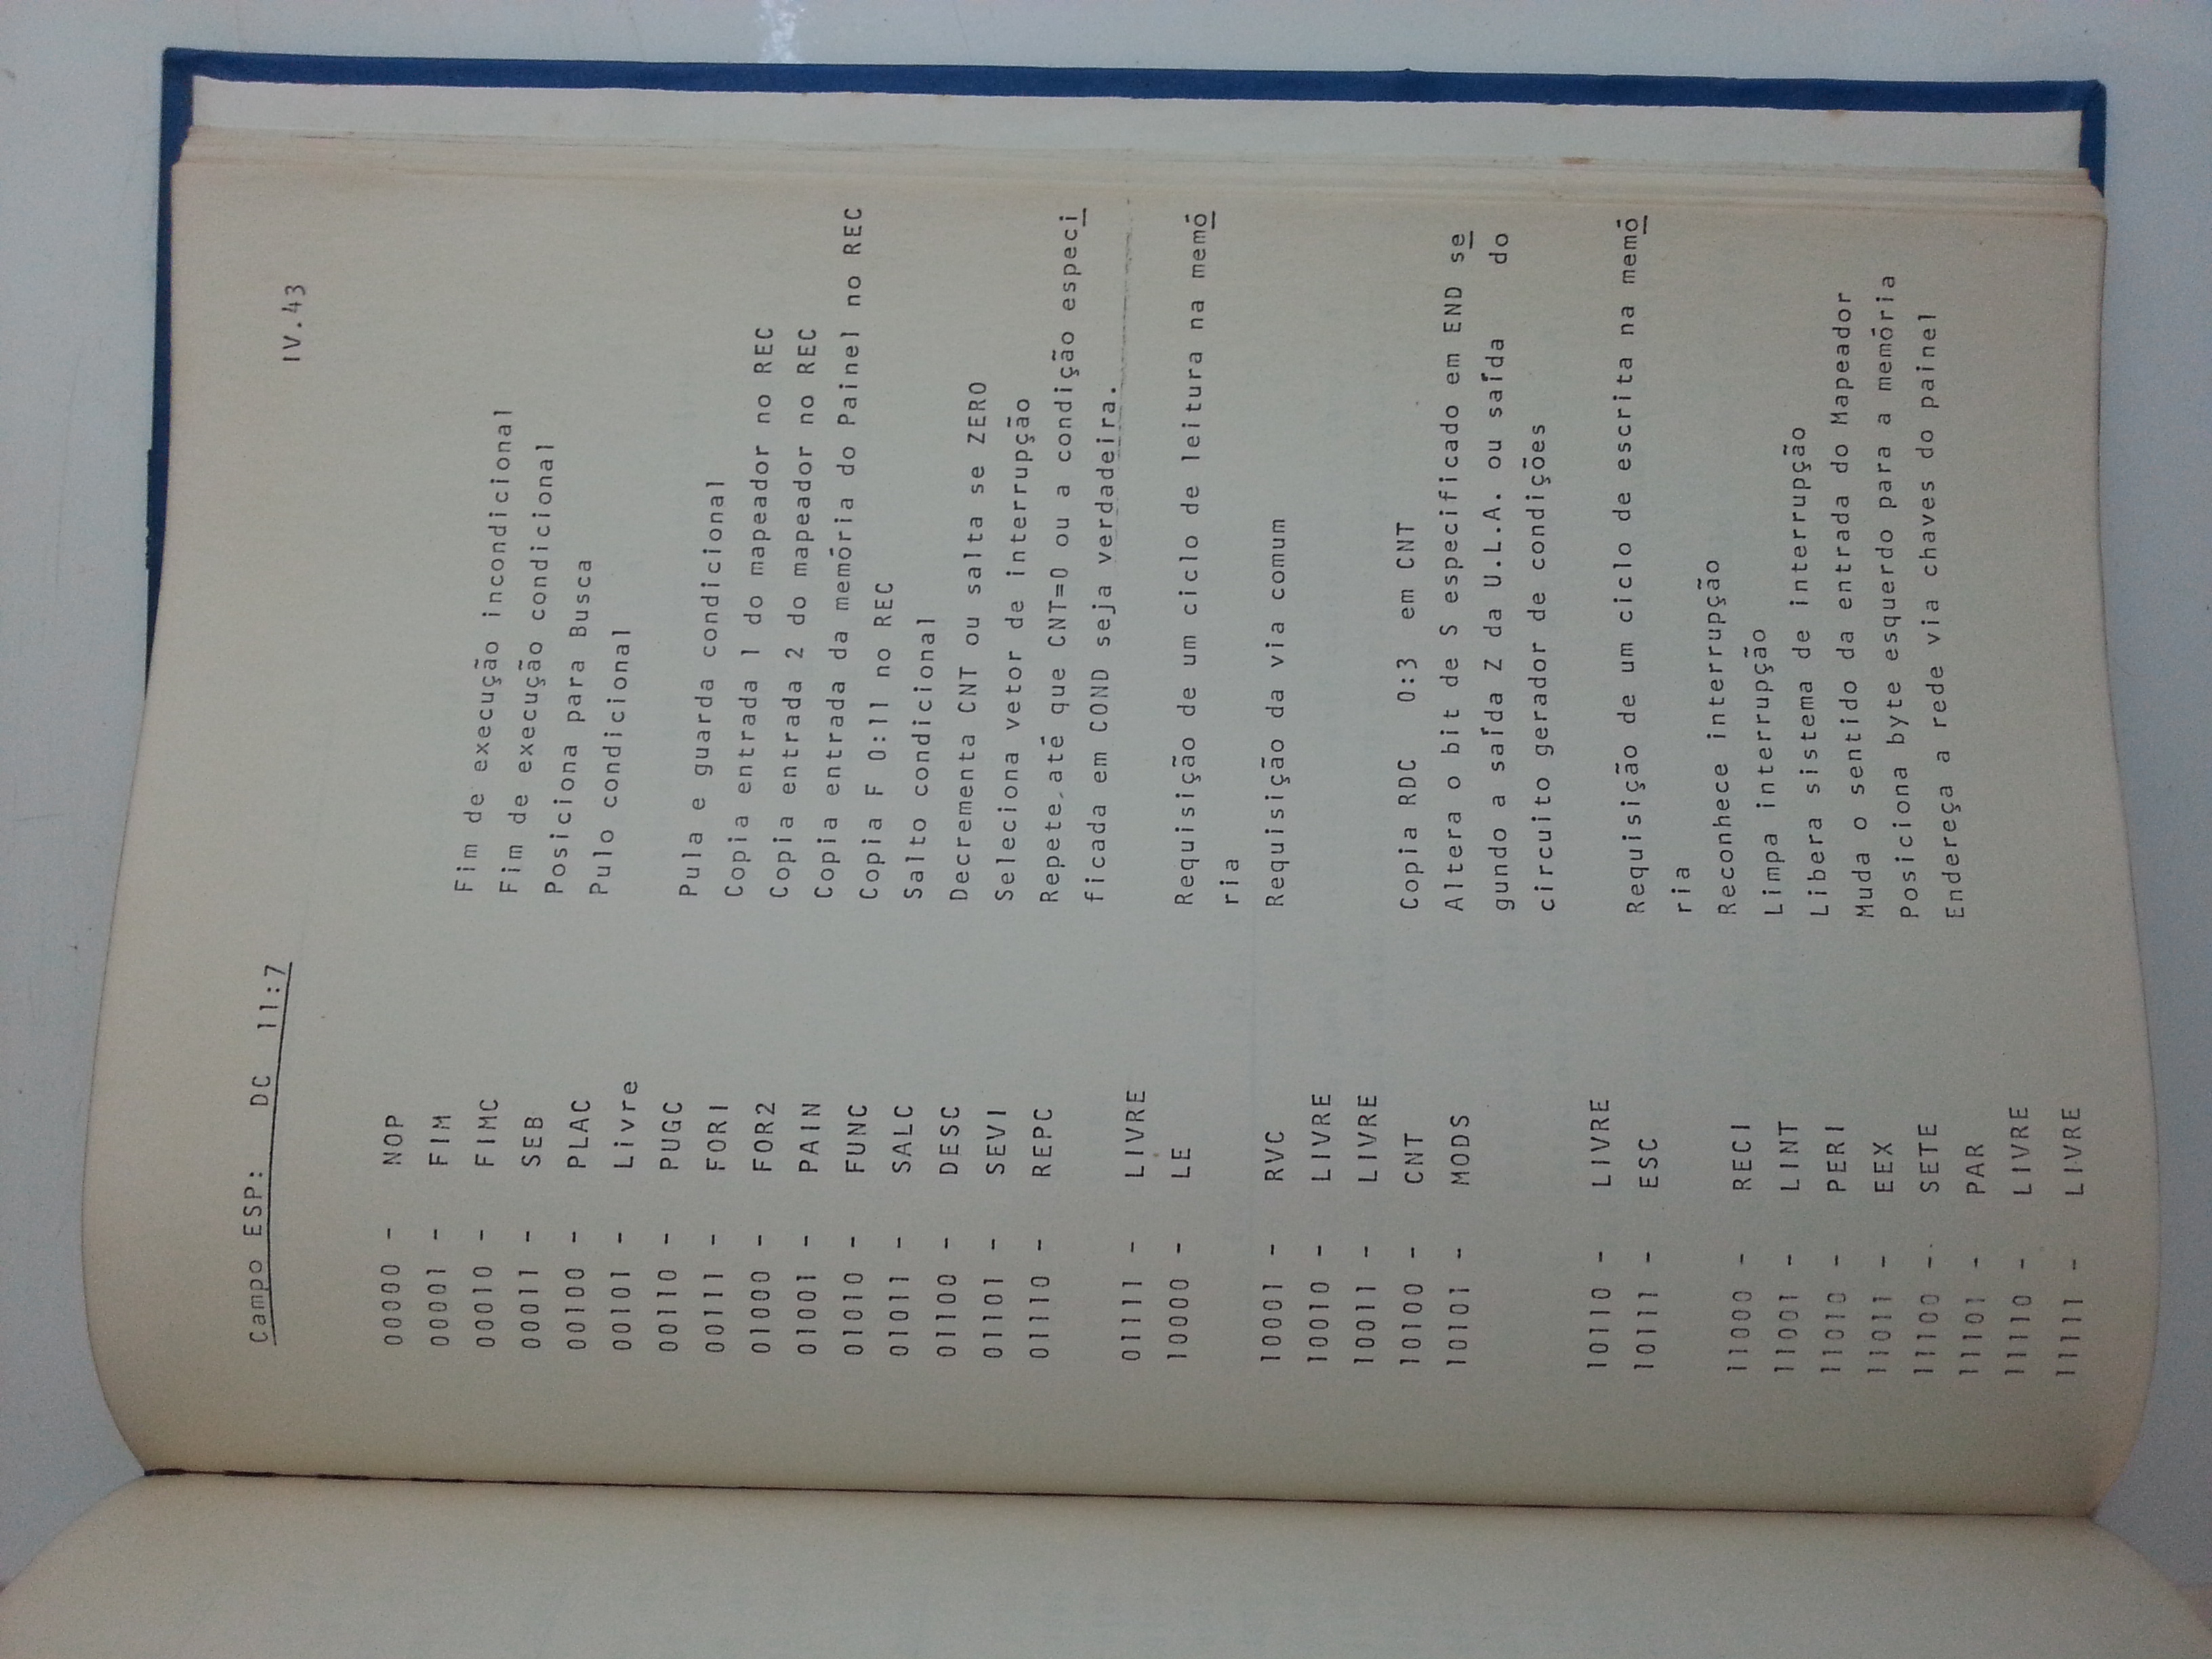 IV.43
Campo ESP: DC 11:7
00000 - NOP
00001 - FIM Fim de execução incondicional
00010 - FIMC Fim de execução condicional
00011 - SEB Posiciona para Busca
00100 - PLAC Pulo condicional
00101 - Livre
00110 - PUGC Pula e guarda condicional
00111 - FOR1 Copia entrada 1 do mapeador no REC
01000 - FOR2 Copia entrada 2 do mapeador no REC
01001 - PAIN Copia entrada da memória do Painel no REC
01010 - FUNC Copia F 0:11 no REC
01011 - SALC Salto condicional
01100 - DESC Decrementa CNT ou salta se ZERO
01101 - SEVI Seleciona vetor de interrupção
01110 - REPC Repete até que CNT=0 ou a condição especi
ficada em COND seja verdadeira.
01111 - LIVRE
10000 - LE Requisição de um ciclo de leitura na memó
ria
10001 - RVC Requisição da via comum
10010 - LIVRE
10011 - LIVRE
10100 - CNT Copia RDC 0:3 em CNT
10101 - MODS Altera o bit de S especificado em END se
gundo a saída Z da U.L.A. ou saída do
circuito gerador de condições
10110 - LIVRE
10111 - ESC Requisição de um ciclo de escrita na memó
ria
11000 - RECI Reconhece interrupção
11001 - LINT Limpa interrupção
11010 - PERI Libera sistema de interrupção
11011 - EEX Muda o sentido da entrada do Mapeador
11100 - SETE Posiciona byte esquerdo para a memória
11101 - PAR Endereça a rede via chaves do painel
11110 - LIVRE
11111 - LIVRE